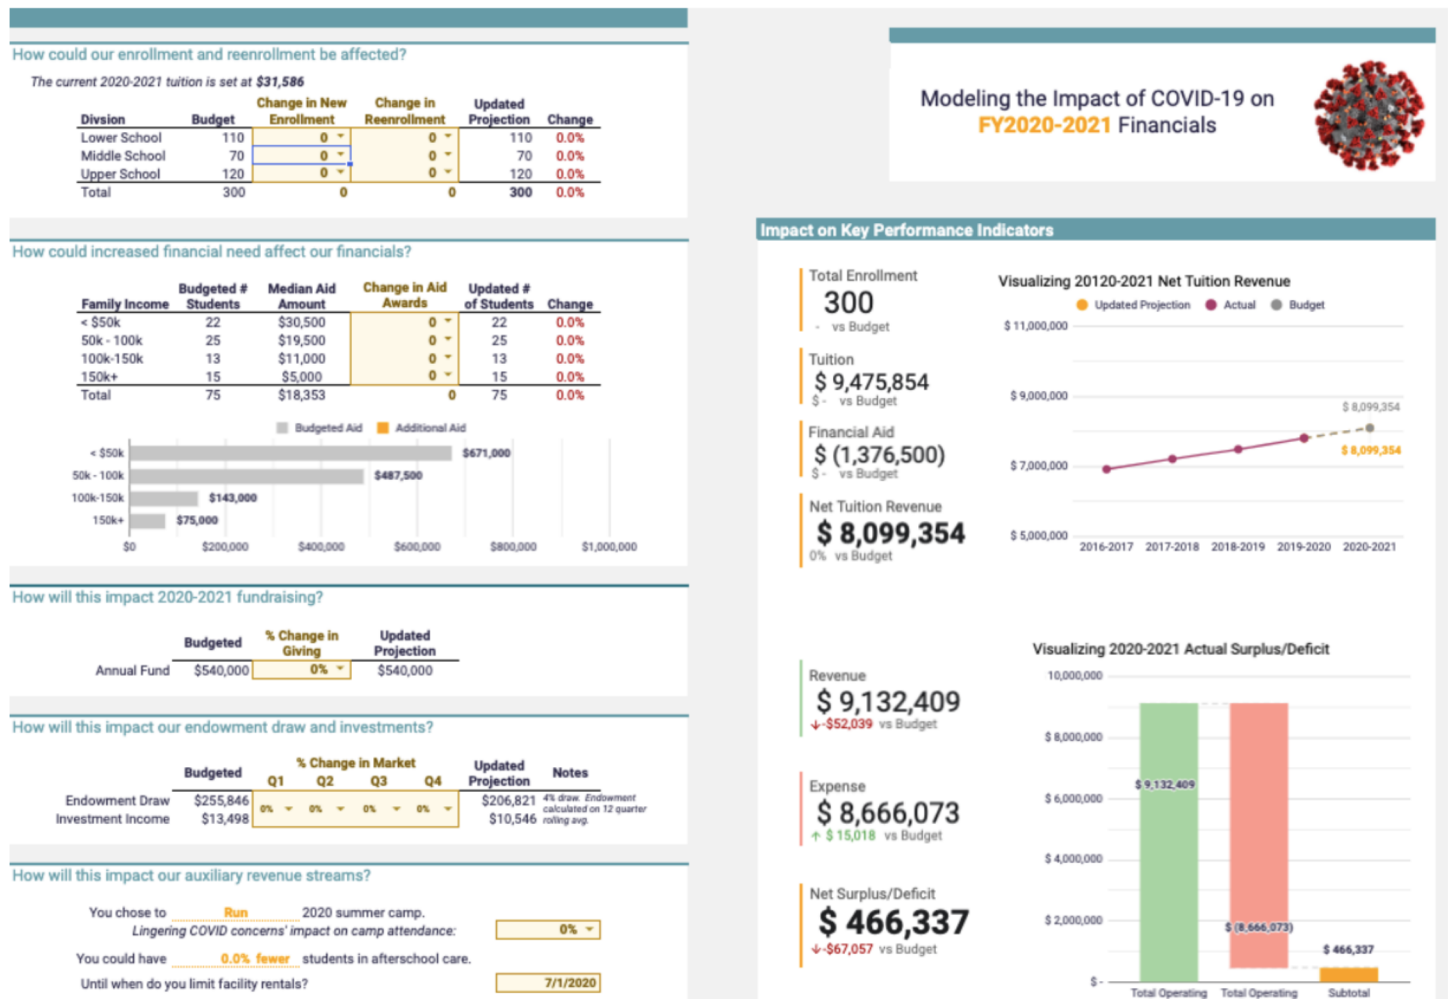 How could our enrollment and reenrollment be affected?
The current 2020-2021 tuition is set at $31,586
Divsion Budget Change in New Enrollment Change in Reenrollment Updated Projection Change
Lower School 110 0 0 110 0.0%
Middle School 70 0 0 70 0.0%
Upper School 120 0 0 120 0.0%
Total 300 0 0 300 0.0%
How could increased financial need affect our financials?
Family Income Budgeted # Students Median Aid Amount Change in Aid Awards Updated # of Students Change
< $50k 22 $30,500 0 22 0.0%
50k - 100k 25 $19,500 0 25 0.0%
100k-150k 13 $11,000 0 13 0.0%
150k+ 15 $5,000 0 15 0.0%
Total 75 $18,353 0 75 0.0%
Budgeted Aid Additional Aid
< $50k $671,000
50k - 100k $487,500
100k-150k $143,000
150k+ $75,000
$0 $200,000 $400,000 $600,000 $800,000 $1,000,000
How will this impact 2020-2021 fundraising?
Budgeted % Change in Giving Updated Projection
Annual Fund $540,000 0% $540,000
How will this impact our endowment draw and investments?
Budgeted % Change in Market Updated Projection Notes
Q1 Q2 Q3 Q4
Endowment Draw $255,846 0% 0% 0% 0% $206,821 4% draw. Endowment calculated on 12 quarter rolling avg.
Investment Income $13,498 $10,546
How will this impact our auxiliary revenue streams?
You chose to Run 2020 summer camp.
Lingering COVID concerns' impact on camp attendance: 0%
You could have 0.0% fewer students in afterschool care.
Until when do you limit facility rentals? 7/1/2020
Modeling the Impact of COVID-19 on
FY2020-2021 Financials
Impact on Key Performance Indicators
Total Enrollment
300
- vs Budget
Tuition
$ 9,475,854
$ - vs Budget
Financial Aid
$ (1,376,500)
$ - vs Budget
Net Tuition Revenue
$ 8,099,354
0% vs Budget
Visualizing 20120-2021 Net Tuition Revenue
Updated Projection Actual Budget
$ 11,000,000
$ 9,000,000
$ 7,000,000
$ 5,000,000
$ 8,099,354
$ 8,099,354
2016-2017 2017-2018 2018-2019 2019-2020 2020-2021
Revenue
$ 9,132,409
↓-$52,039 vs Budget
Expense
$ 8,666,073
↑ $ 15,018 vs Budget
Net Surplus/Deficit
$ 466,337
↓-$67,057 vs Budget
Visualizing 2020-2021 Actual Surplus/Deficit
10,000,000
$ 8,000,000
$ 6,000,000
$ 4,000,000
$ 2,000,000
$ -
$ 9,132,409
$ (8,666,073)
$ 466,337
Total Operating Total Operating Subtotal